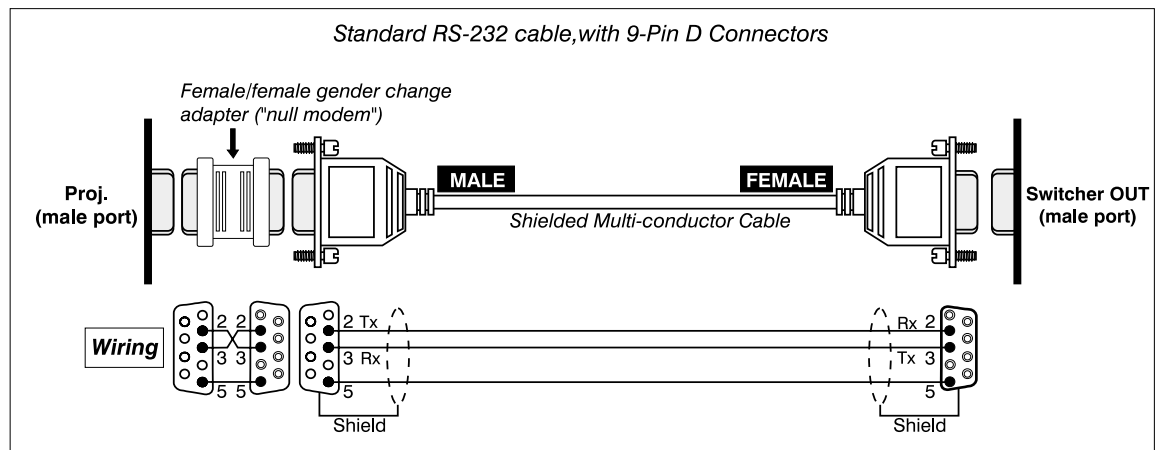 Standard RS-232 cable,with 9-Pin D Connectors
Female/female gender change
adapter ("null modem")
Proj.
(male port)
MALE
FEMALE
Shielded Multi-conductor Cable
Switcher OUT
(male port)
Wiring
2 2
3 3
5 5
2 Tx
3 Rx
5
Shield
Rx 2
Tx 3
5
Shield